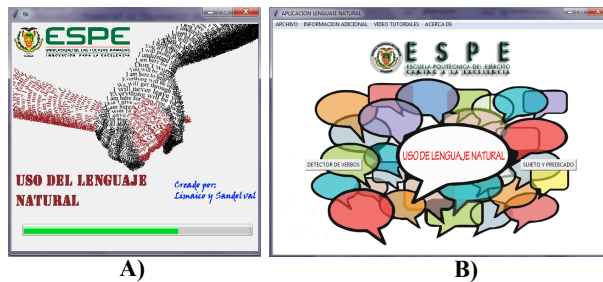 tk
ESPE
UNIVERSIDAD DE LAS FUERZAS ARMADAS
INNOVACIÓN PARA LA EXCELENCIA
USO DEL LENGUAJE
NATURAL
Creado por:
Limaico y Sandoval
A)
APLICACION LENGUAJE NATURAL
ARCHIVO INFORMACION ADICIONAL VIDEO TUTORIALES ACERCA DE
ESPE
ESCUELA POLITÉCNICA DEL EJÉRCITO
CAMINO A LA EXCELENCIA
DETECTOR DE VERBOS
USO DE LENGUAJE NATURAL
SUJETO Y PREDICADO
B)